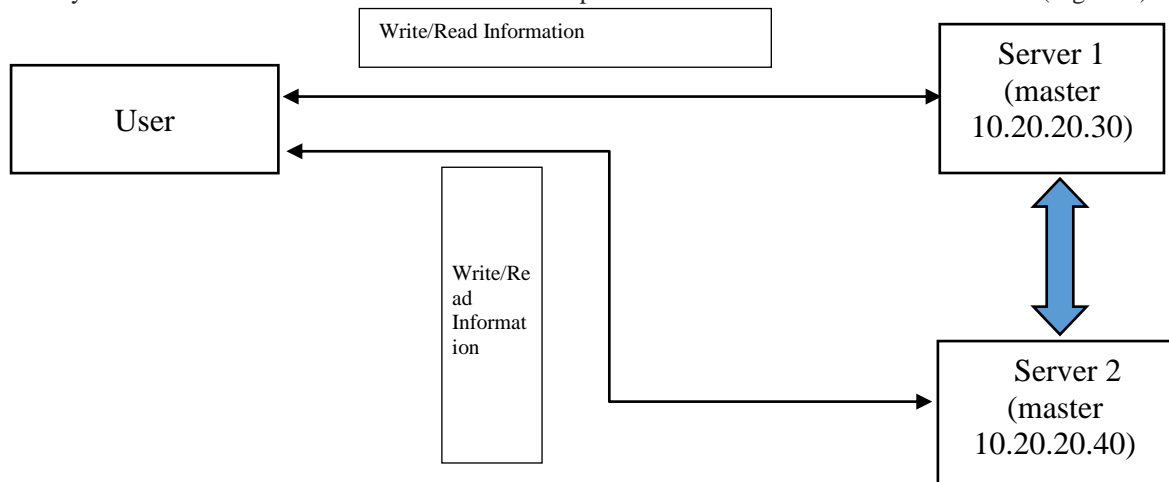 Write/Read Information
Server 1
(master
10.20.20.30)
User
Write/Re
ad
Informat
ion
Server 2
(master
10.20.20.40)